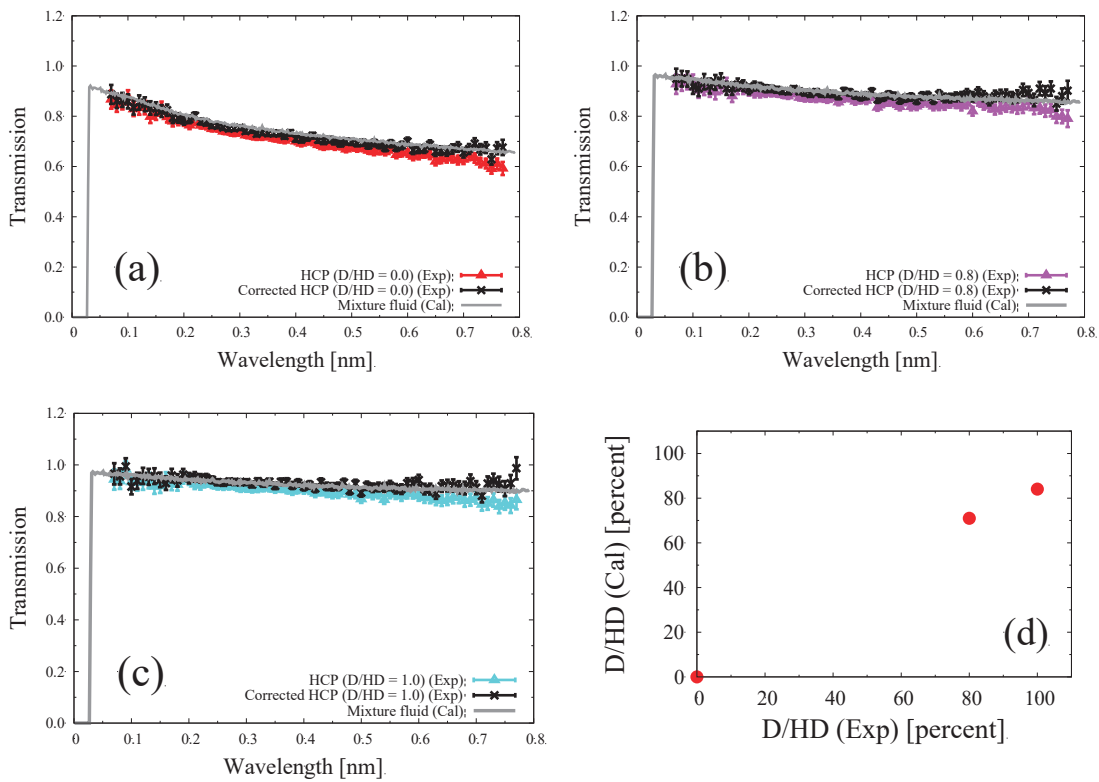 1.2
1.0
0.8
0.6
0.4
0.2
0.0
Transmission
(a)
HCP (D/HD = 0.0) (Exp)
Corrected HCP (D/HD = 0.0) (Exp)
Mixture fluid (Cal)
0 0.1 0.2 0.3 0.4 0.5 0.6 0.7 0.8
Wavelength [nm]
1.2
1.0
0.8
0.6
0.4
0.2
0.0
Transmission
(b)
HCP (D/HD = 0.8) (Exp)
Corrected HCP (D/HD = 0.8) (Exp)
Mixture fluid (Cal)
0 0.1 0.2 0.3 0.4 0.5 0.6 0.7 0.8
Wavelength [nm]
1.2
1.0
0.8
0.6
0.4
0.2
0.0
Transmission
(c)
HCP (D/HD = 1.0) (Exp)
Corrected HCP (D/HD = 1.0) (Exp)
Mixture fluid (Cal)
0 0.1 0.2 0.3 0.4 0.5 0.6 0.7 0.8
Wavelength [nm]
100
80
60
40
20
0
D/HD (Cal) [percent]
(d)
0 20 40 60 80 100
D/HD (Exp) [percent]